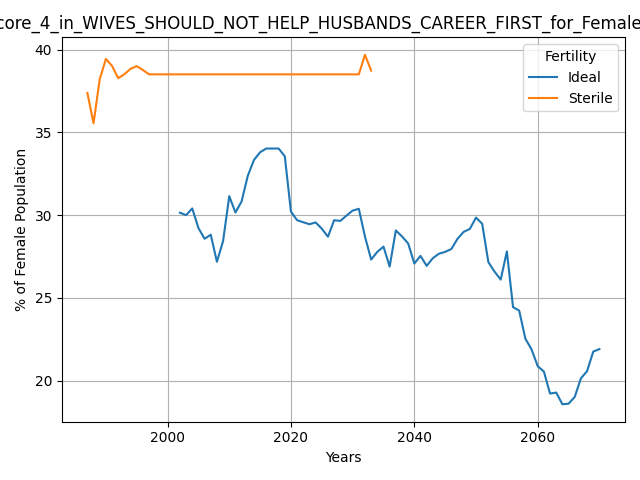 core_4_in_WIVES_SHOULD_NOT_HELP_HUSBANDS_CAREER_FIRST_for_Female
Fertility
Ideal
Sterile
% of Female Population
40
35
30
25
20
2000
2020
2040
2060
Years